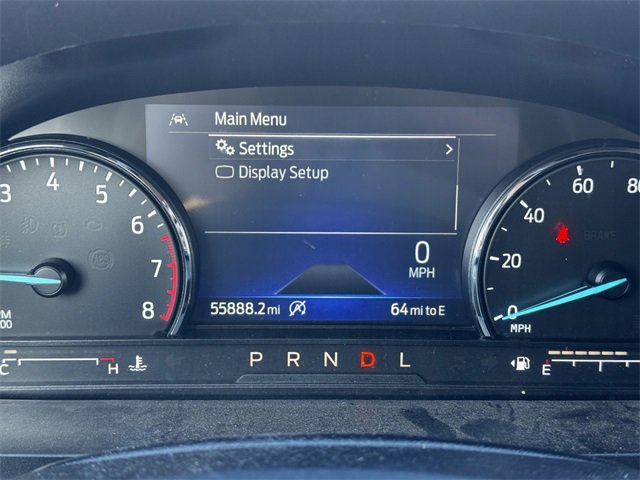 Main Menu
Settings
Display Setup
0
MPH
55888.2 mi
64 mi to E
3 4 5 6 7 8
0 20 40 60 80
MPH
BRAKE
C H
P R N D L
E